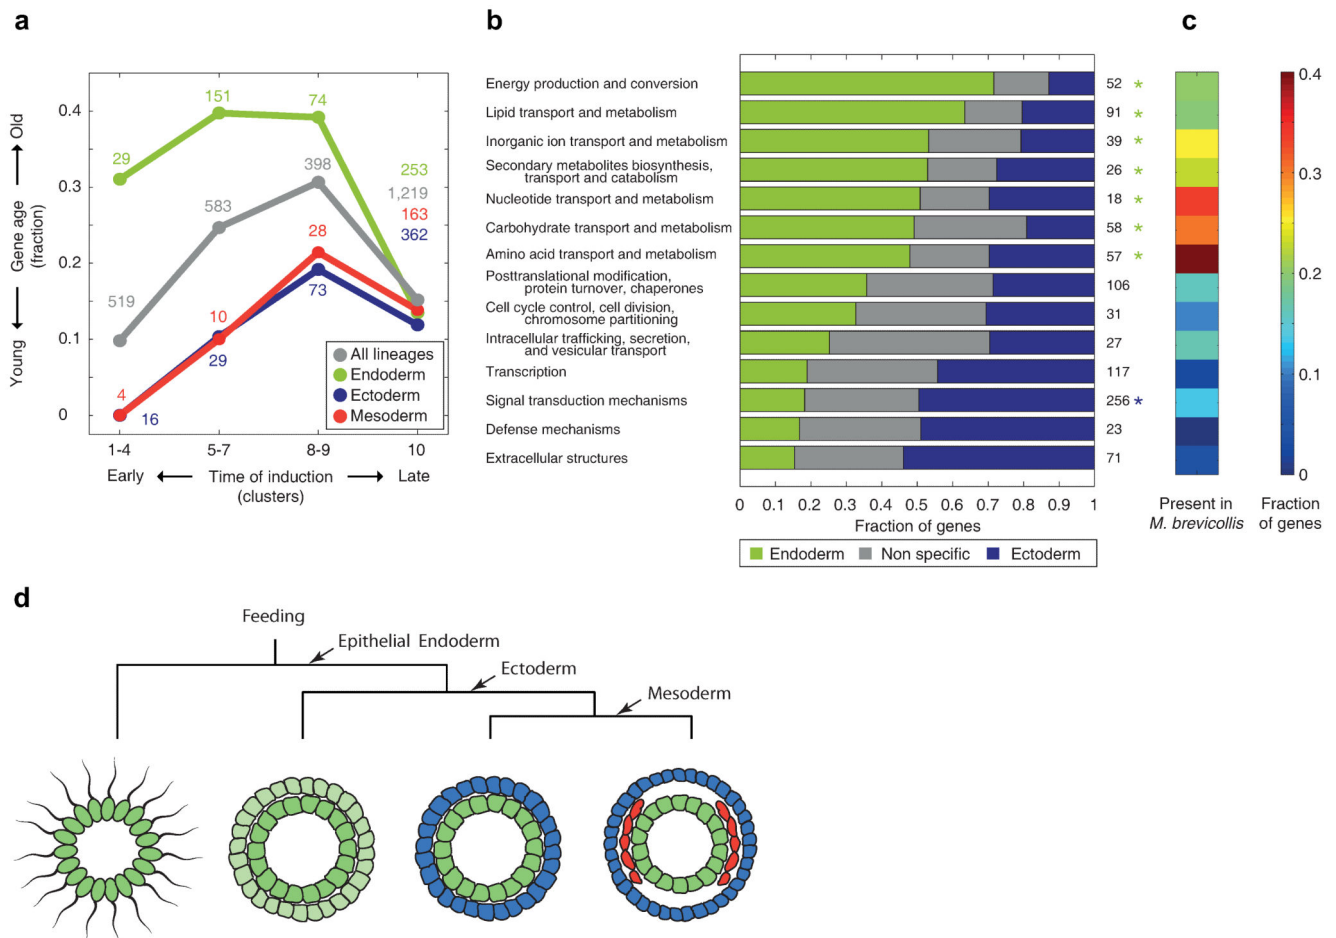 a
Old
Gene age
(fraction)
Young
0.4
0.3
0.2
0.1
0
29
151
74
519
583
398
253
1,219
163
362
4
16
10
29
28
73
All lineages
Endoderm
Ectoderm
Mesoderm
1-4
5-7
8-9
10
Early
Time of induction
(clusters)
Late
b
Energy production and conversion
52 *
Lipid transport and metabolism
91 *
Inorganic ion transport and metabolism
39 *
Secondary metabolites biosynthesis,
transport and catabolism
26 *
Nucleotide transport and metabolism
18 *
Carbohydrate transport and metabolism
58 *
Amino acid transport and metabolism
57 *
Posttranslational modification,
protein turnover, chaperones
106
Cell cycle control, cell division,
chromosome partitioning
31
Intracellular trafficking, secretion,
and vesicular transport
27
Transcription
117
Signal transduction mechanisms
256 *
Defense mechanisms
23
Extracellular structures
71
0 0.1 0.2 0.3 0.4 0.5 0.6 0.7 0.8 0.9 1
Fraction of genes
Endoderm
Non specific
Ectoderm
c
0.4
0.3
0.2
0.1
0
Present in
M. brevicollis
Fraction
of genes
d
Feeding
Epithelial Endoderm
Ectoderm
Mesoderm